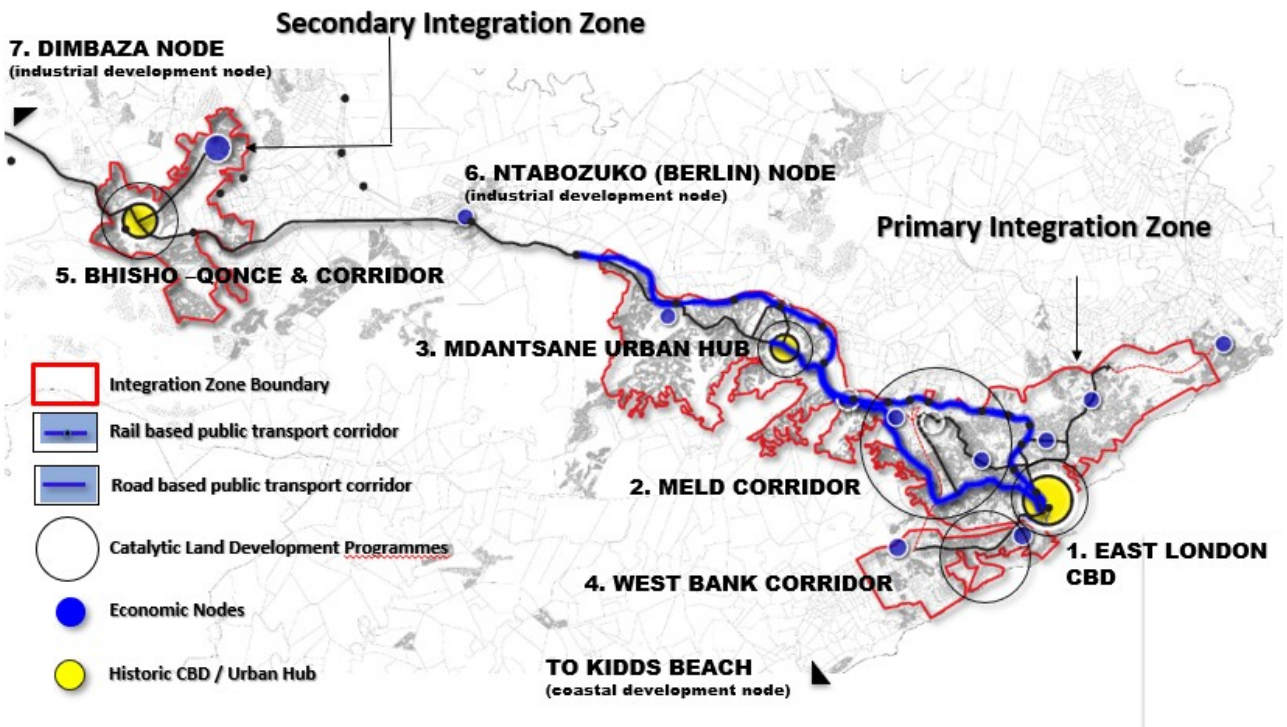 Secondary Integration Zone
7. DIMBAZA NODE
(industrial development node)
6. NTABOZUKO (BERLIN) NODE
(industrial development node)
Primary Integration Zone
5. BHISHO –QONCE & CORRIDOR
3. MDANTSANE URBAN HUB
Integration Zone Boundary
Rail based public transport corridor
2. MELD CORRIDOR
Road based public transport corridor
Catalytic Land Development Programmes
1. EAST LONDON
CBD
4. WEST BANK CORRIDOR
Economic Nodes
Historic CBD / Urban Hub
TO KIDDS BEACH
(coastal development node)